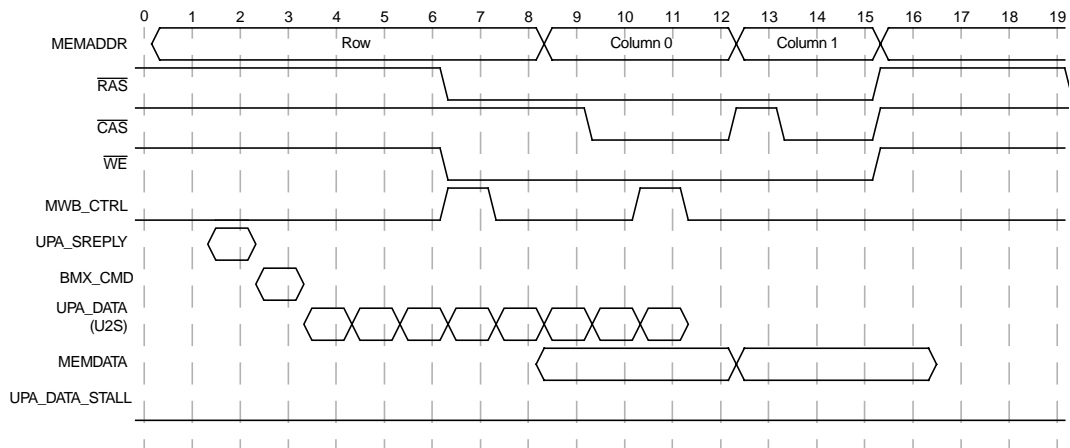 0 1 2 3 4 5 6 7 8 9 10 11 12 13 14 15 16 17 18 19
MEMADDR Row Column 0 Column 1
RAS
CAS
WE
MWB_CTRL
UPA_SREPLY
BMX_CMD
UPA_DATA
(U2S)
MEMDATA
UPA_DATA_STALL